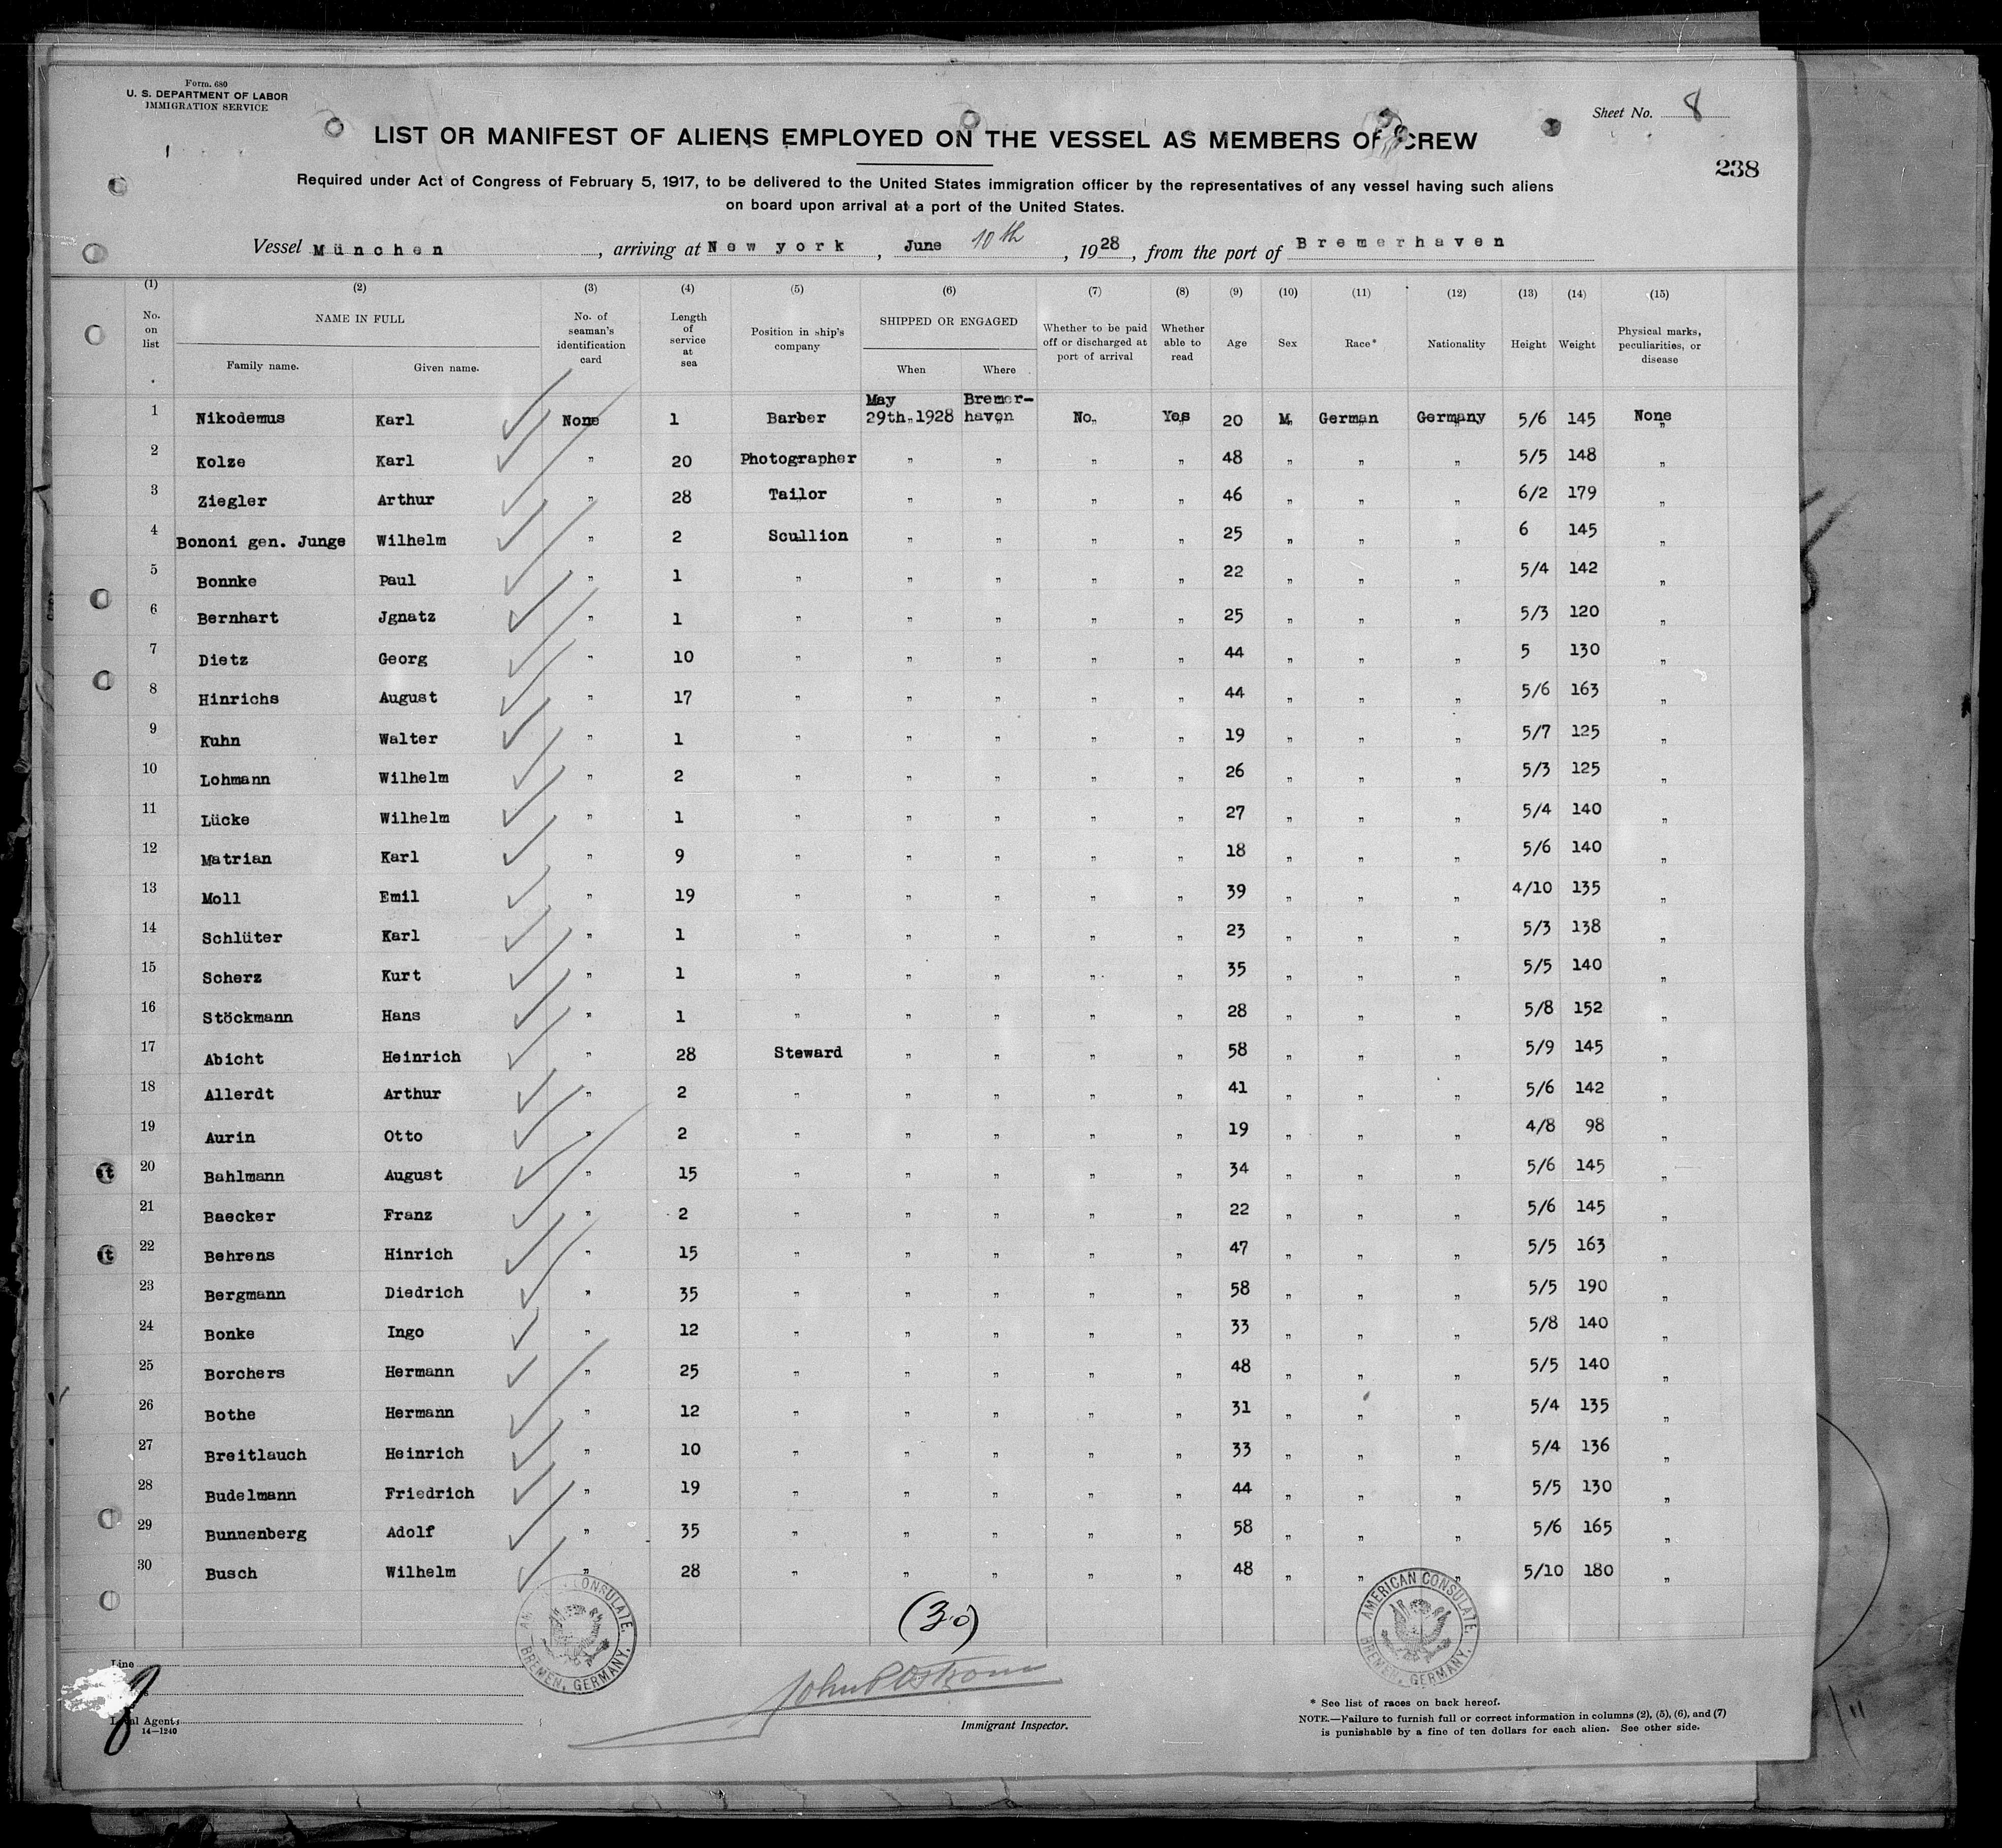 Form. 680
U. S. DEPARTMENT OF LABOR
IMMIGRATION SERVICE
Sheet No. 8
LIST OR MANIFEST OF ALIENS EMPLOYED ON THE VESSEL AS MEMBERS OF CREW
238
Required under Act of Congress of February 5, 1917, to be delivered to the United States immigration officer by the representatives of any vessel having such aliens
on board upon arrival at a port of the United States.
Vessel München, arriving at New york, June 10th, 1928, from the port of Bremerhaven
(1) (2) (3) (4) (5) (6) (7) (8) (9) (10) (11) (12) (13) (14) (15)
No. on list NAME IN FULL Family name. Given name. No. of seaman's identification card Length of service at sea Position in ship's company SHIPPED OR ENGAGED When Where Whether to be paid off or discharged at port of arrival Whether able to read Age Sex Race* Nationality Height Weight Physical marks, peculiarities, or disease
1 Nikodemus Karl None 1 Barber May 29th.1928 Bremer-haven No. Yes 20 M. German Germany 5/6 145 None
2 Kolze Karl " 20 Photographer " " " " 48 " " " 5/5 148 "
3 Ziegler Arthur " 28 Tailor " " " " 46 " " " 6/2 179 "
4 Bononi gen. Junge Wilhelm " 2 Scullion " " " " 25 " " " 6 145 "
5 Bonnke Paul " 1 " " " " " 22 " " " 5/4 142 "
6 Bernhart Jgnatz " 1 " " " " " 25 " " " 5/3 120 "
7 Dietz Georg " 10 " " " " " 44 " " " 5 130 "
8 Hinrichs August " 17 " " " " " 44 " " " 5/6 163 "
9 Kuhn Walter " 1 " " " " " 19 " " " 5/7 125 "
10 Lohmann Wilhelm " 2 " " " " " 26 " " " 5/3 125 "
11 Lücke Wilhelm " 1 " " " " " 27 " " " 5/4 140 "
12 Matrian Karl " 9 " " " " " 18 " " " 5/6 140 "
13 Moll Emil " 19 " " " " " 39 " " " 4/10 135 "
14 Schlüter Karl " 1 " " " " " 23 " " " 5/3 138 "
15 Scherz Kurt " 1 " " " " " 35 " " " 5/5 140 "
16 Stöckmann Hans " 1 " " " " " 28 " " " 5/8 152 "
17 Abicht Heinrich " 28 Steward " " " " 58 " " " 5/9 145 "
18 Allerdt Arthur " 2 " " " " " 41 " " " 5/6 142 "
19 Aurin Otto " 2 " " " " " 19 " " " 4/8 98 "
20 Bahlmann August " 15 " " " " " 34 " " " 5/6 145 "
21 Baecker Franz " 2 " " " " " 22 " " " 5/6 145 "
22 Behrens Hinrich " 15 " " " " " 47 " " " 5/5 163 "
23 Bergmann Diedrich " 35 " " " " " 58 " " " 5/5 190 "
24 Bonke Ingo " 12 " " " " " 33 " " " 5/8 140 "
25 Borchers Hermann " 25 " " " " " 48 " " " 5/5 140 "
26 Bothe Hermann " 12 " " " " " 31 " " " 5/4 135 "
27 Breitlauch Heinrich " 10 " " " " " 33 " " " 5/4 136 "
28 Budelmann Friedrich " 19 " " " " " 44 " " " 5/5 130 "
29 Bunnenberg Adolf " 35 " " " " " 58 " " " 5/6 165 "
30 Busch Wilhelm " 28 " " " " " 48 " " " 5/10 180 "
(30)
CONSULATE. BREMEN, GERMANY.
AMERICAN CONSULATE. BREMEN, GERMANY.
Line
Agents
14—1240
Immigrant Inspector.
* See list of races on back hereof.
NOTE.—Failure to furnish full or correct information in columns (2), (5), (6), and (7)
is punishable by a fine of ten dollars for each alien. See other side.